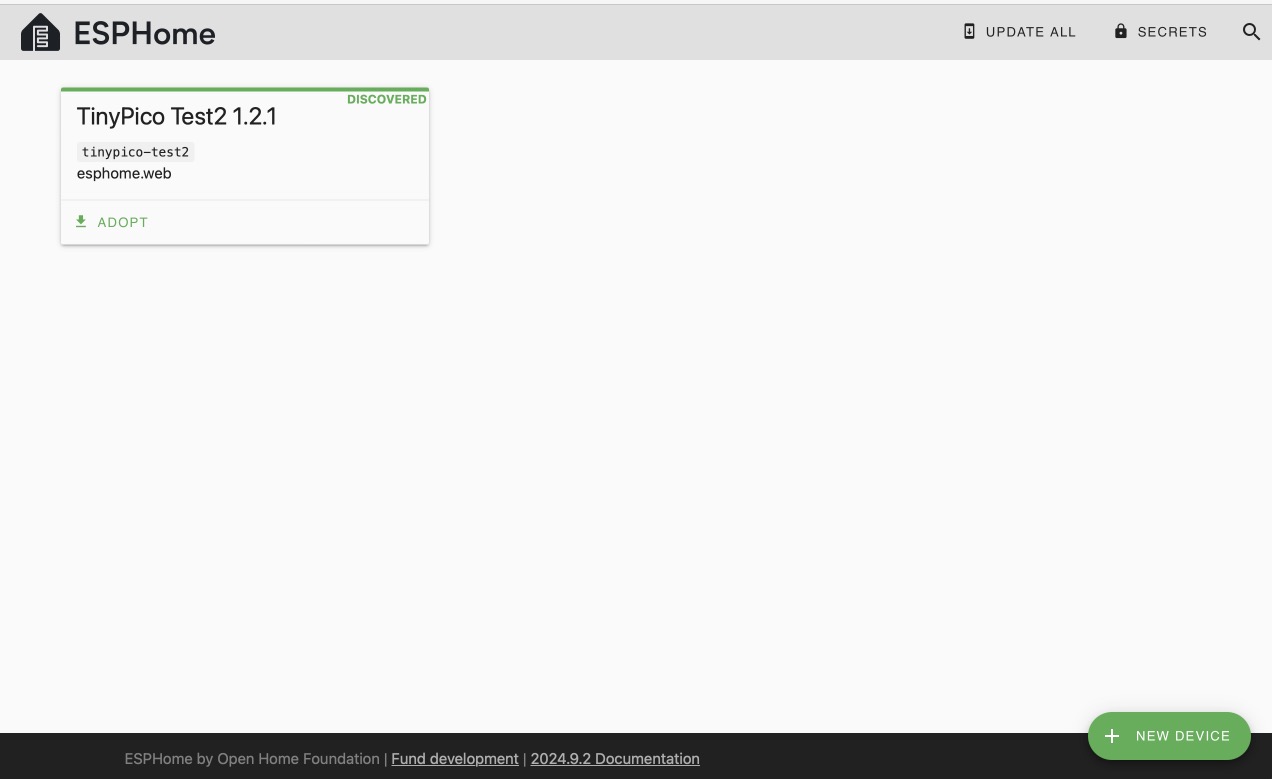 ESPHome
UPDATE ALL
SECRETS
DISCOVERED
TinyPico Test2 1.2.1
tinypico-test2
esphome.web
ADOPT
NEW DEVICE
ESPHome by Open Home Foundation | Fund development | 2024.9.2 Documentation